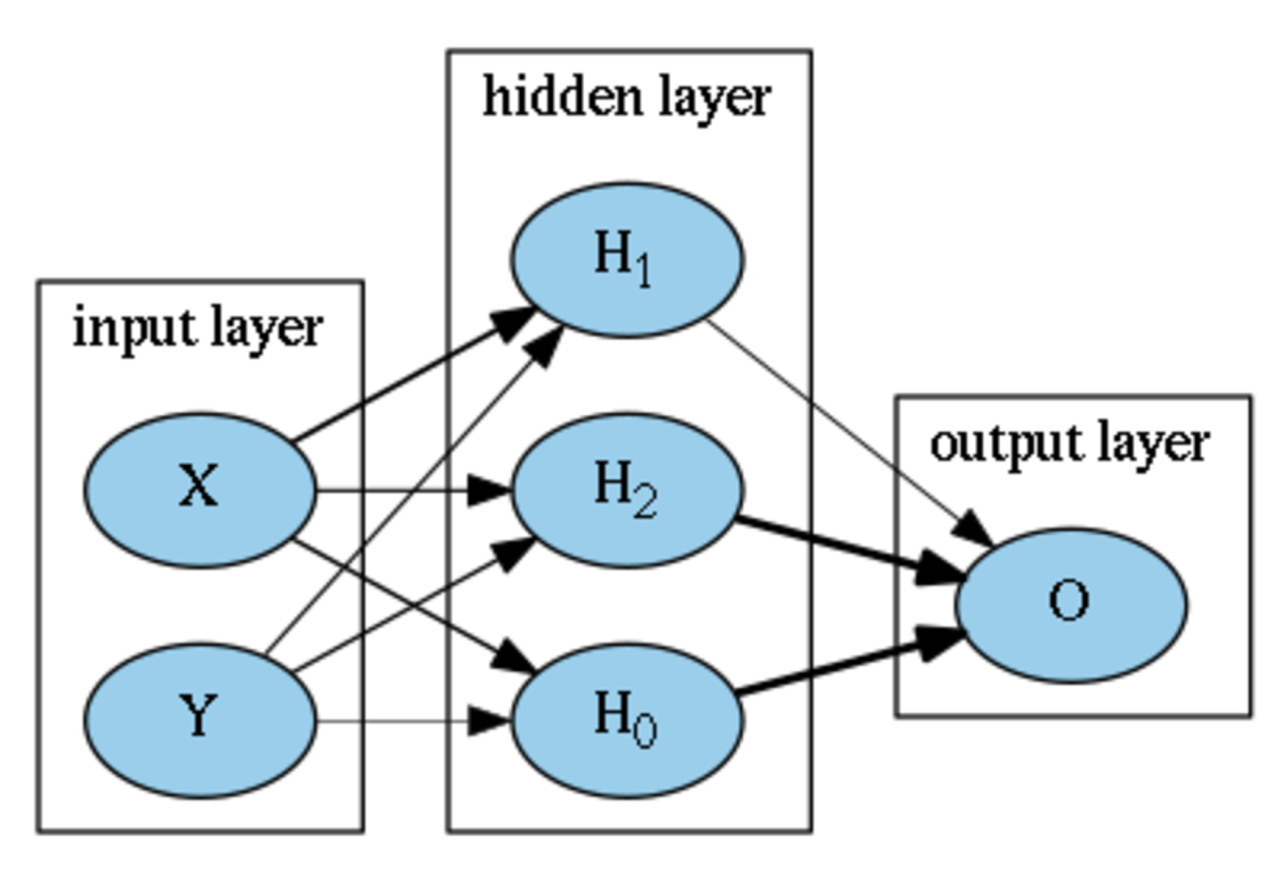 hidden layer
H₁
input layer
X
H₂
output layer
O
Y
H₀